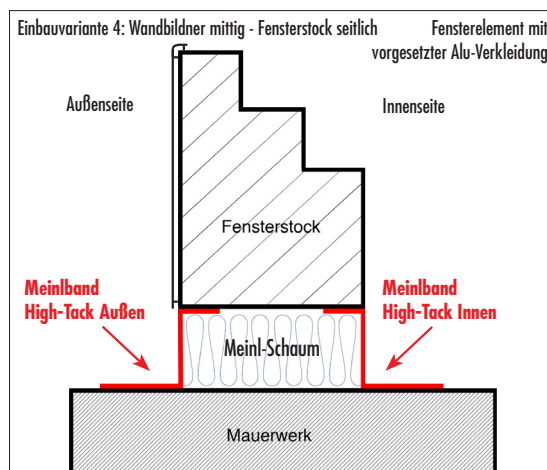 Einbauvariante 4: Wandbildner mittig - Fensterstock seitlich
Fensterelement mit
vorgesetzter Alu-Verkleidung
Außenseite
Innenseite
Fensterstock
Meinlband
High-Tack Außen
Meinlband
High-Tack Innen
Meinl-Schaum
Mauerwerk